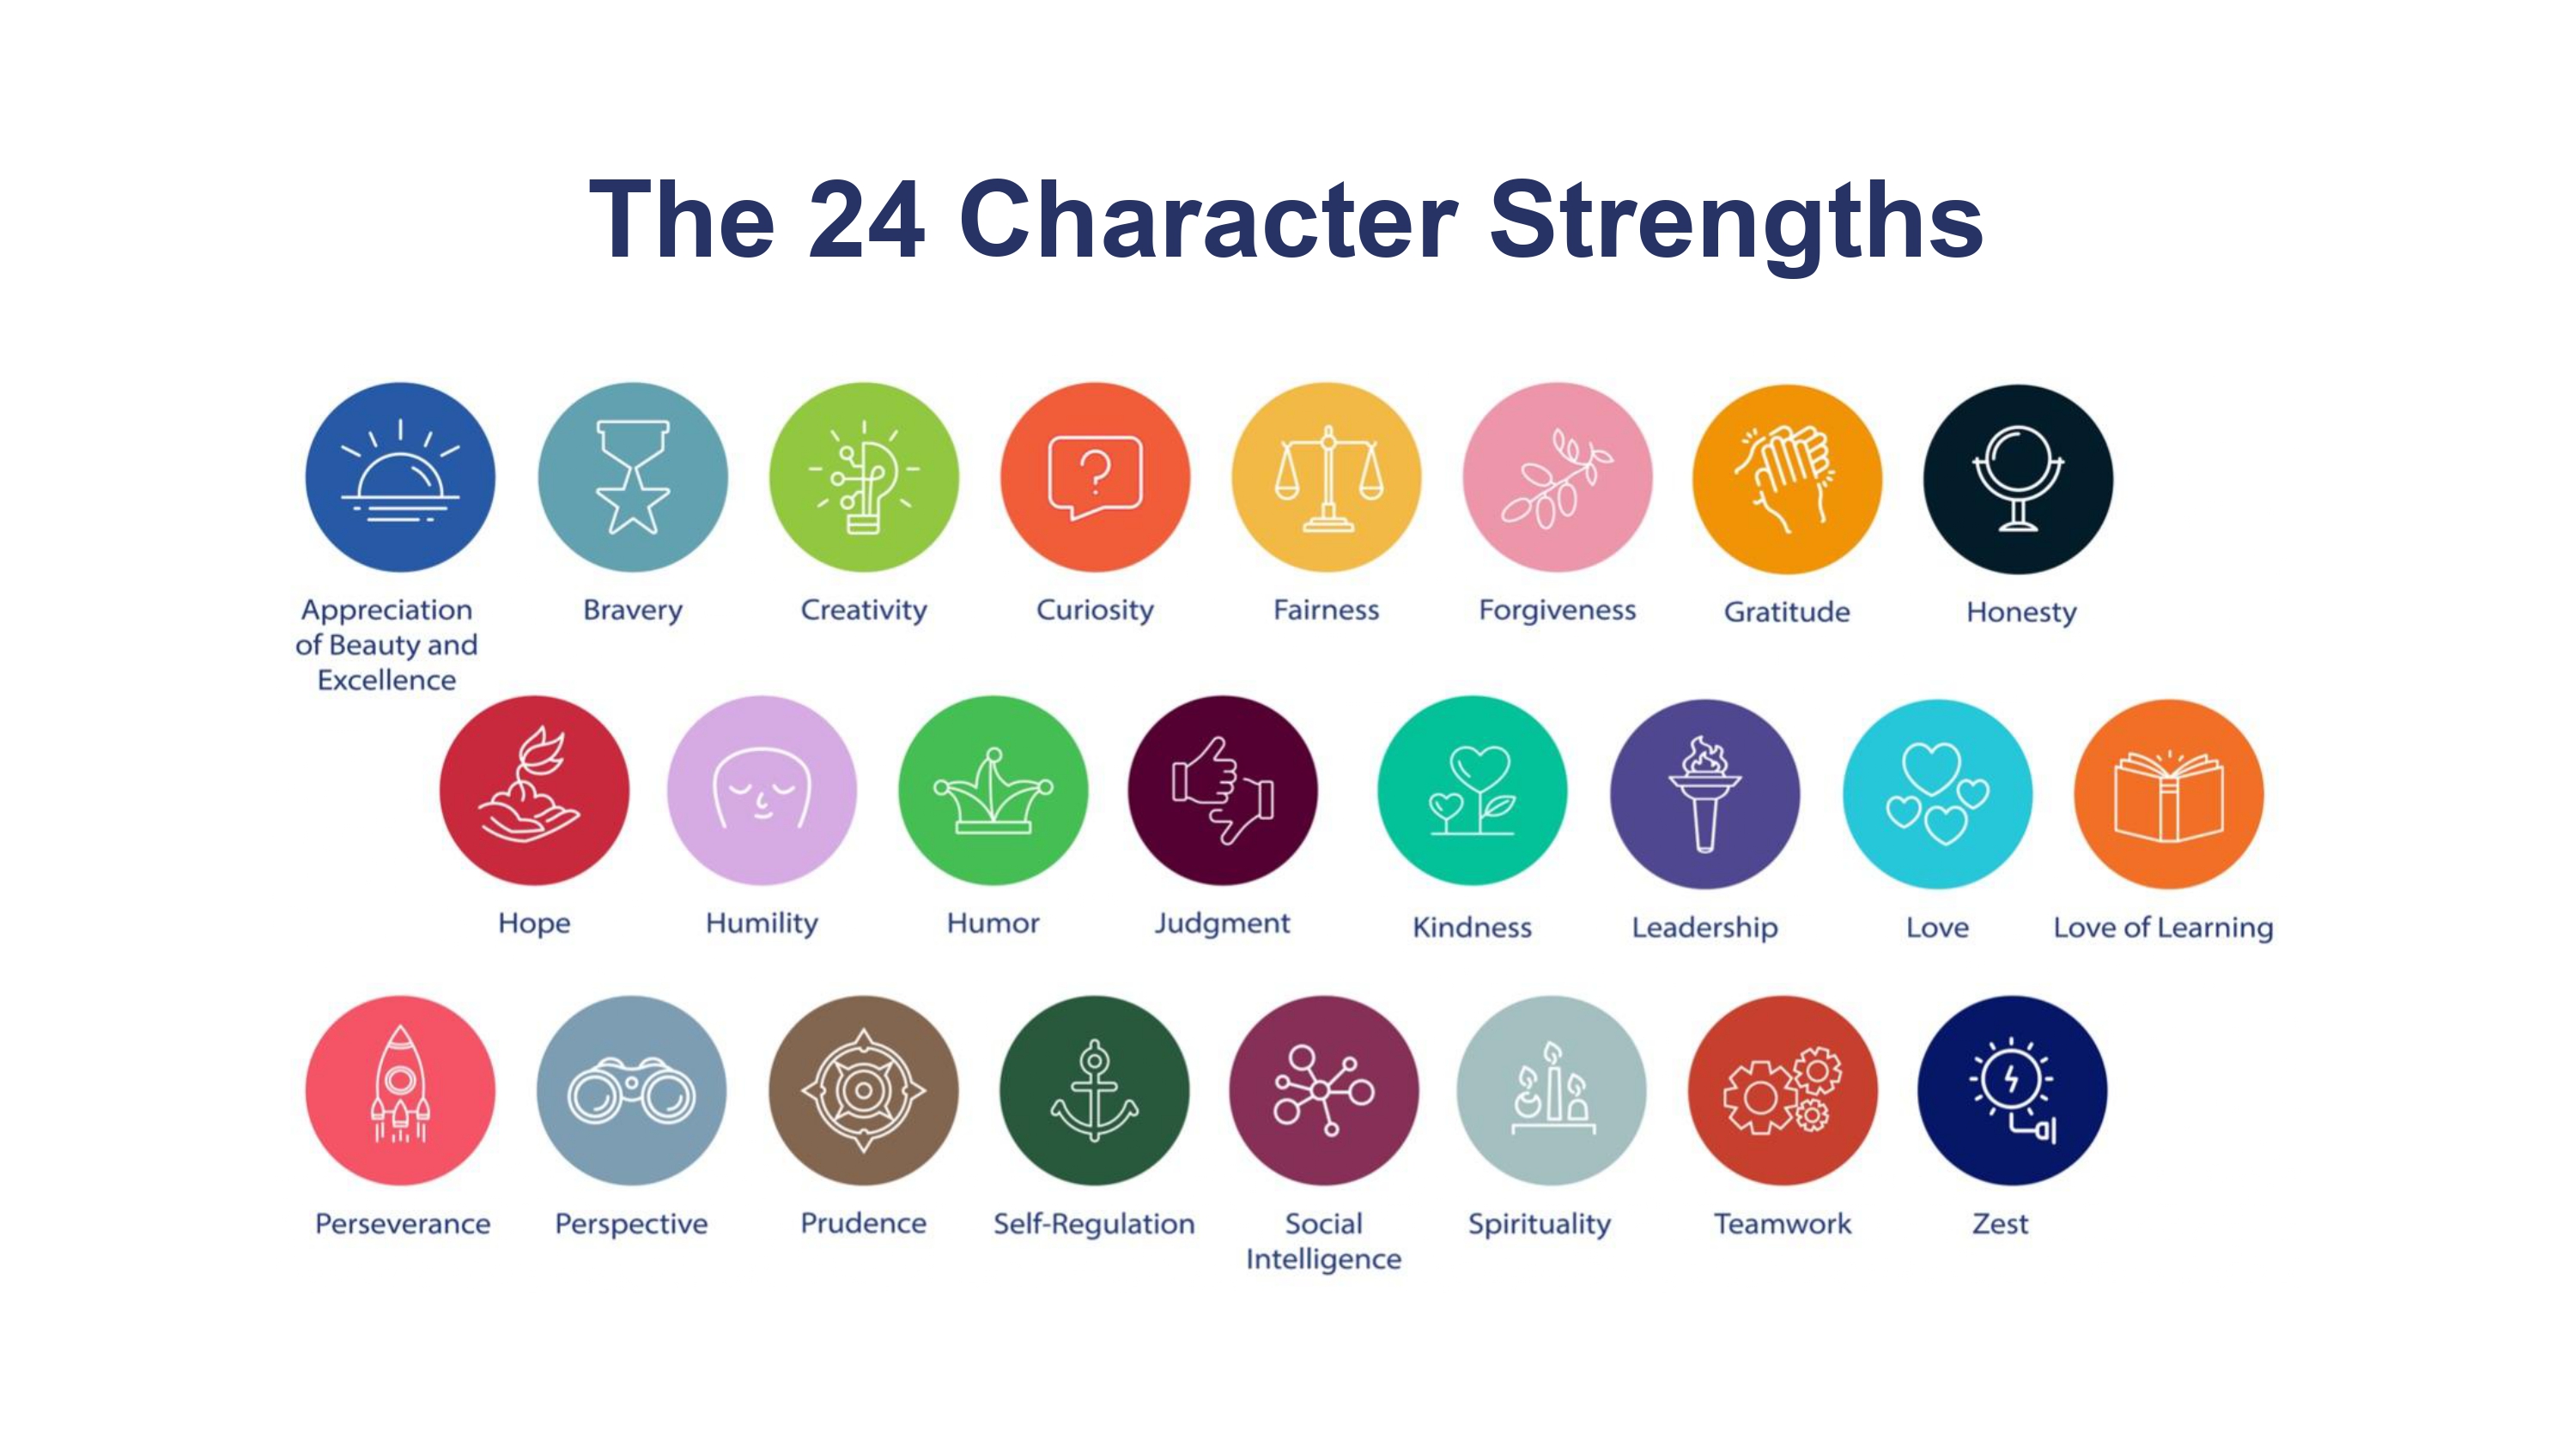 The 24 Character Strengths
Appreciation
of Beauty and
Excellence
Bravery
Creativity
Curiosity
?
Fairness
Forgiveness
Gratitude
Honesty
Hope
Humility
Humor
Judgment
Kindness
Leadership
Love
Love of Learning
Perseverance
Perspective
Prudence
Self-Regulation
Social
Intelligence
Spirituality
Teamwork
Zest